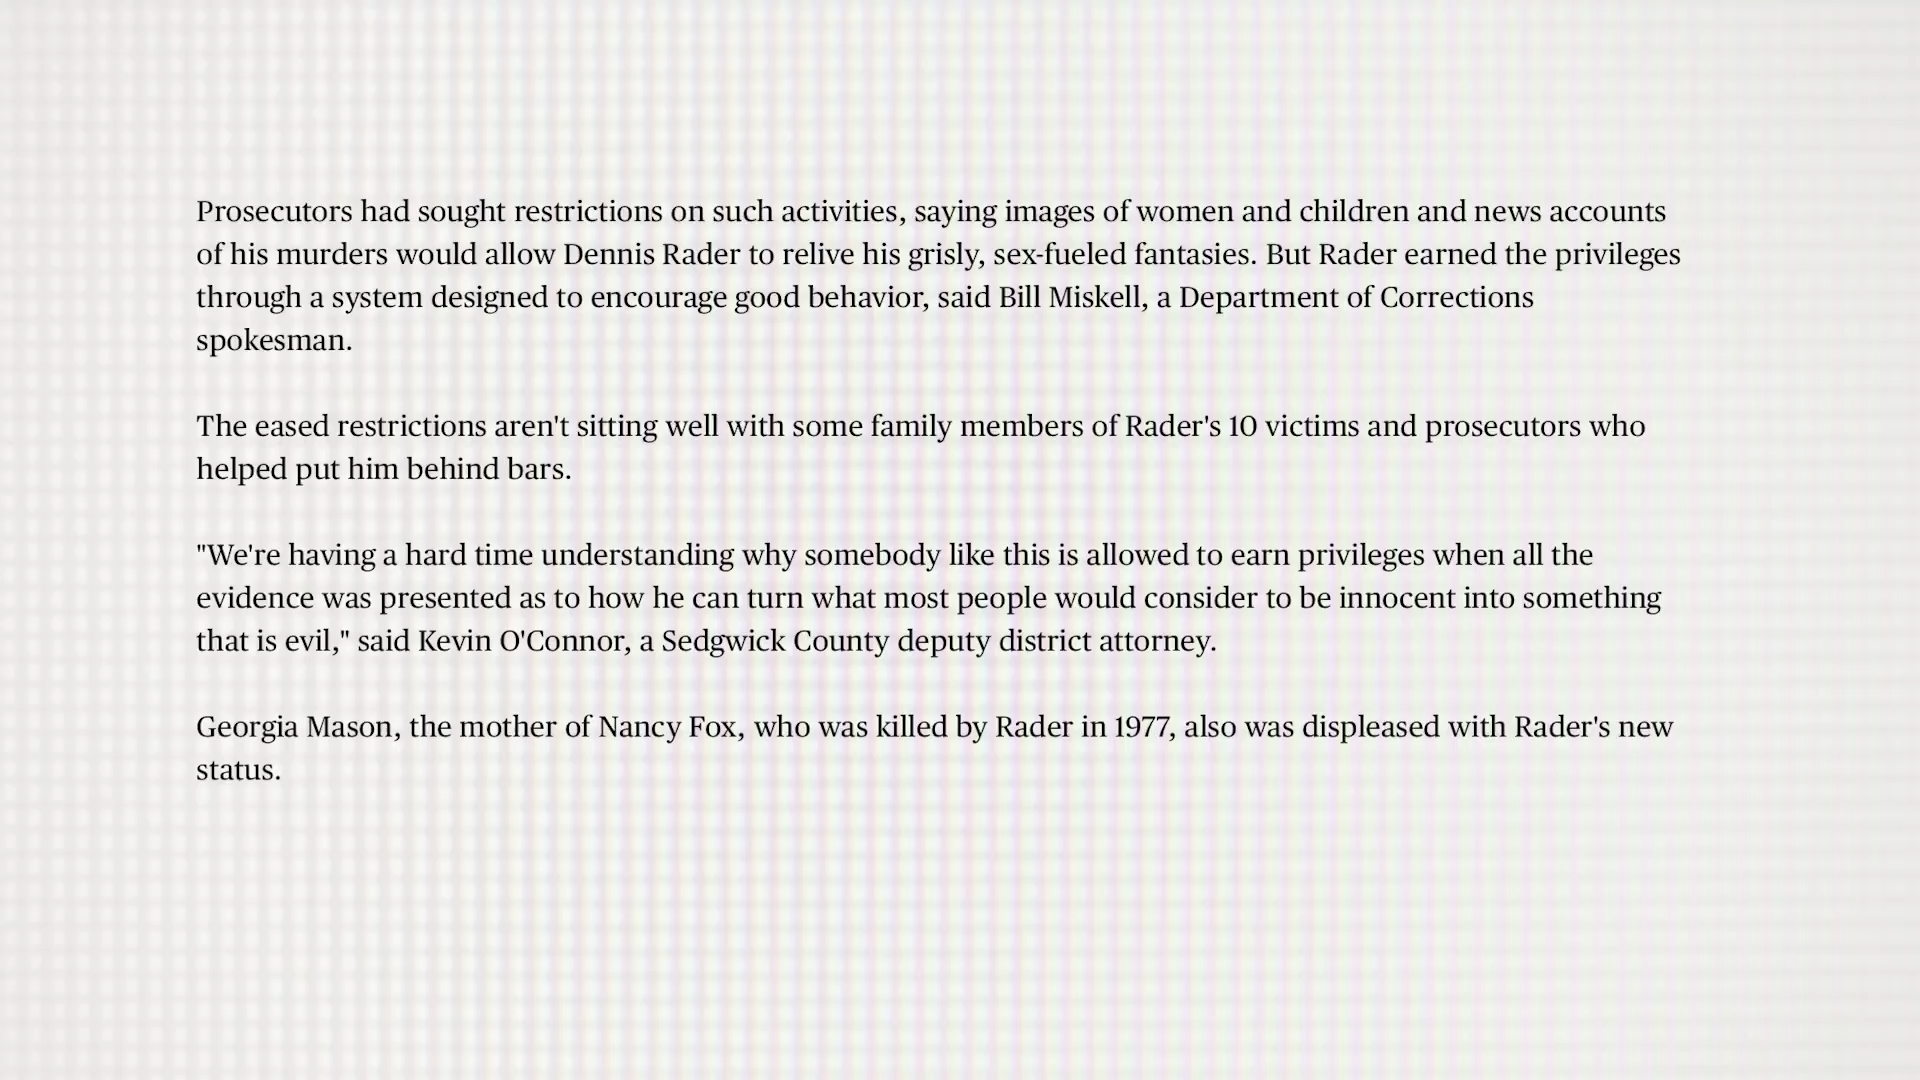 Prosecutors had sought restrictions on such activities, saying images of women and children and news accounts
of his murders would allow Dennis Rader to relive his grisly, sex-fueled fantasies. But Rader earned the privileges
through a system designed to encourage good behavior, said Bill Miskell, a Department of Corrections
spokesman.
The eased restrictions aren't sitting well with some family members of Rader's 10 victims and prosecutors who
helped put him behind bars.
"We're having a hard time understanding why somebody like this is allowed to earn privileges when all the
evidence was presented as to how he can turn what most people would consider to be innocent into something
that is evil," said Kevin O'Connor, a Sedgwick County deputy district attorney.
Georgia Mason, the mother of Nancy Fox, who was killed by Rader in 1977, also was displeased with Rader's new
status.